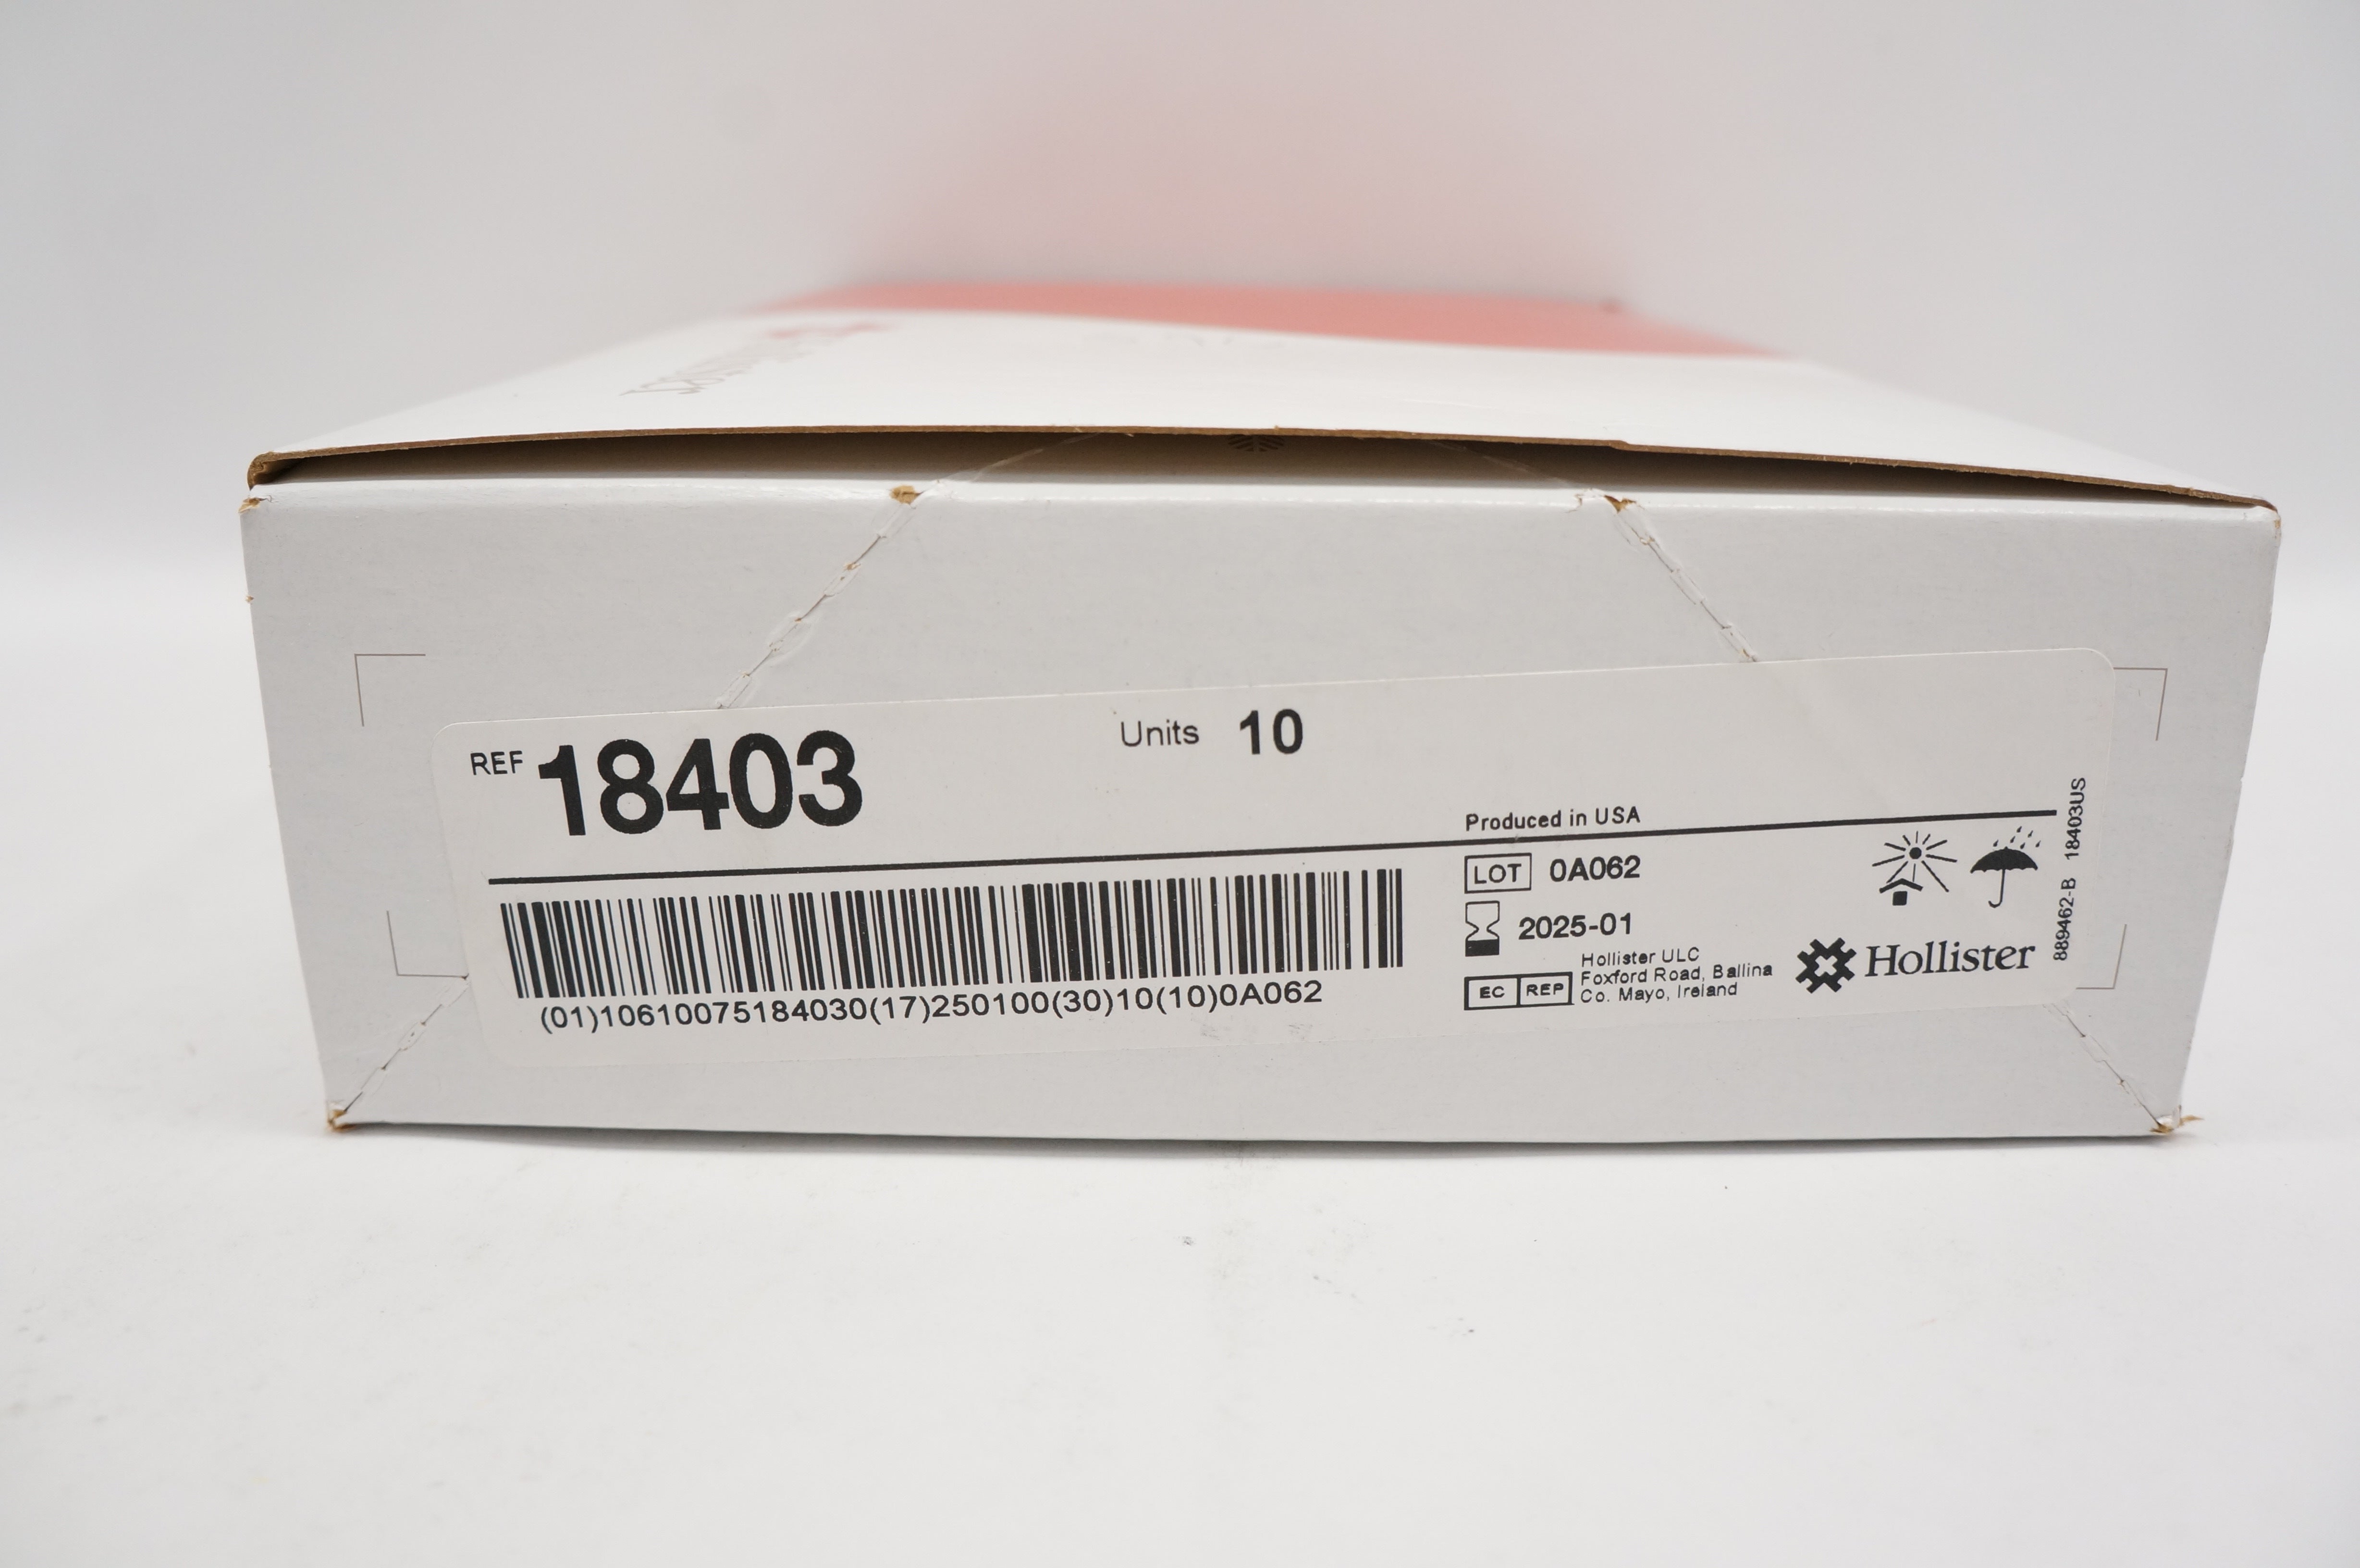 REF 18403
Units 10
Produced in USA
LOT 0A062
2025-01
EC REP
Hollister ULC
Foxford Road, Ballina
Co. Mayo, Ireland
Hollister
(01)10610075184030(17)250100(30)10(10)0A062
889462-B 18403US